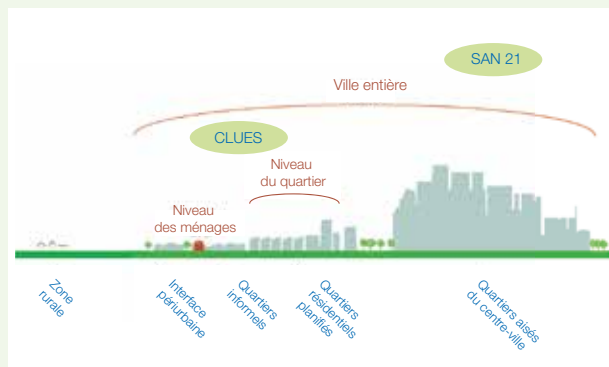 SAN 21
Ville entière
CLUES
Niveau
du quartier
Niveau
des ménages
Zone
rurale
Interface
périurbaine
Quartiers
informels
Quartiers
résidentiels
planifiés
Quartiers aisés
du centre-ville